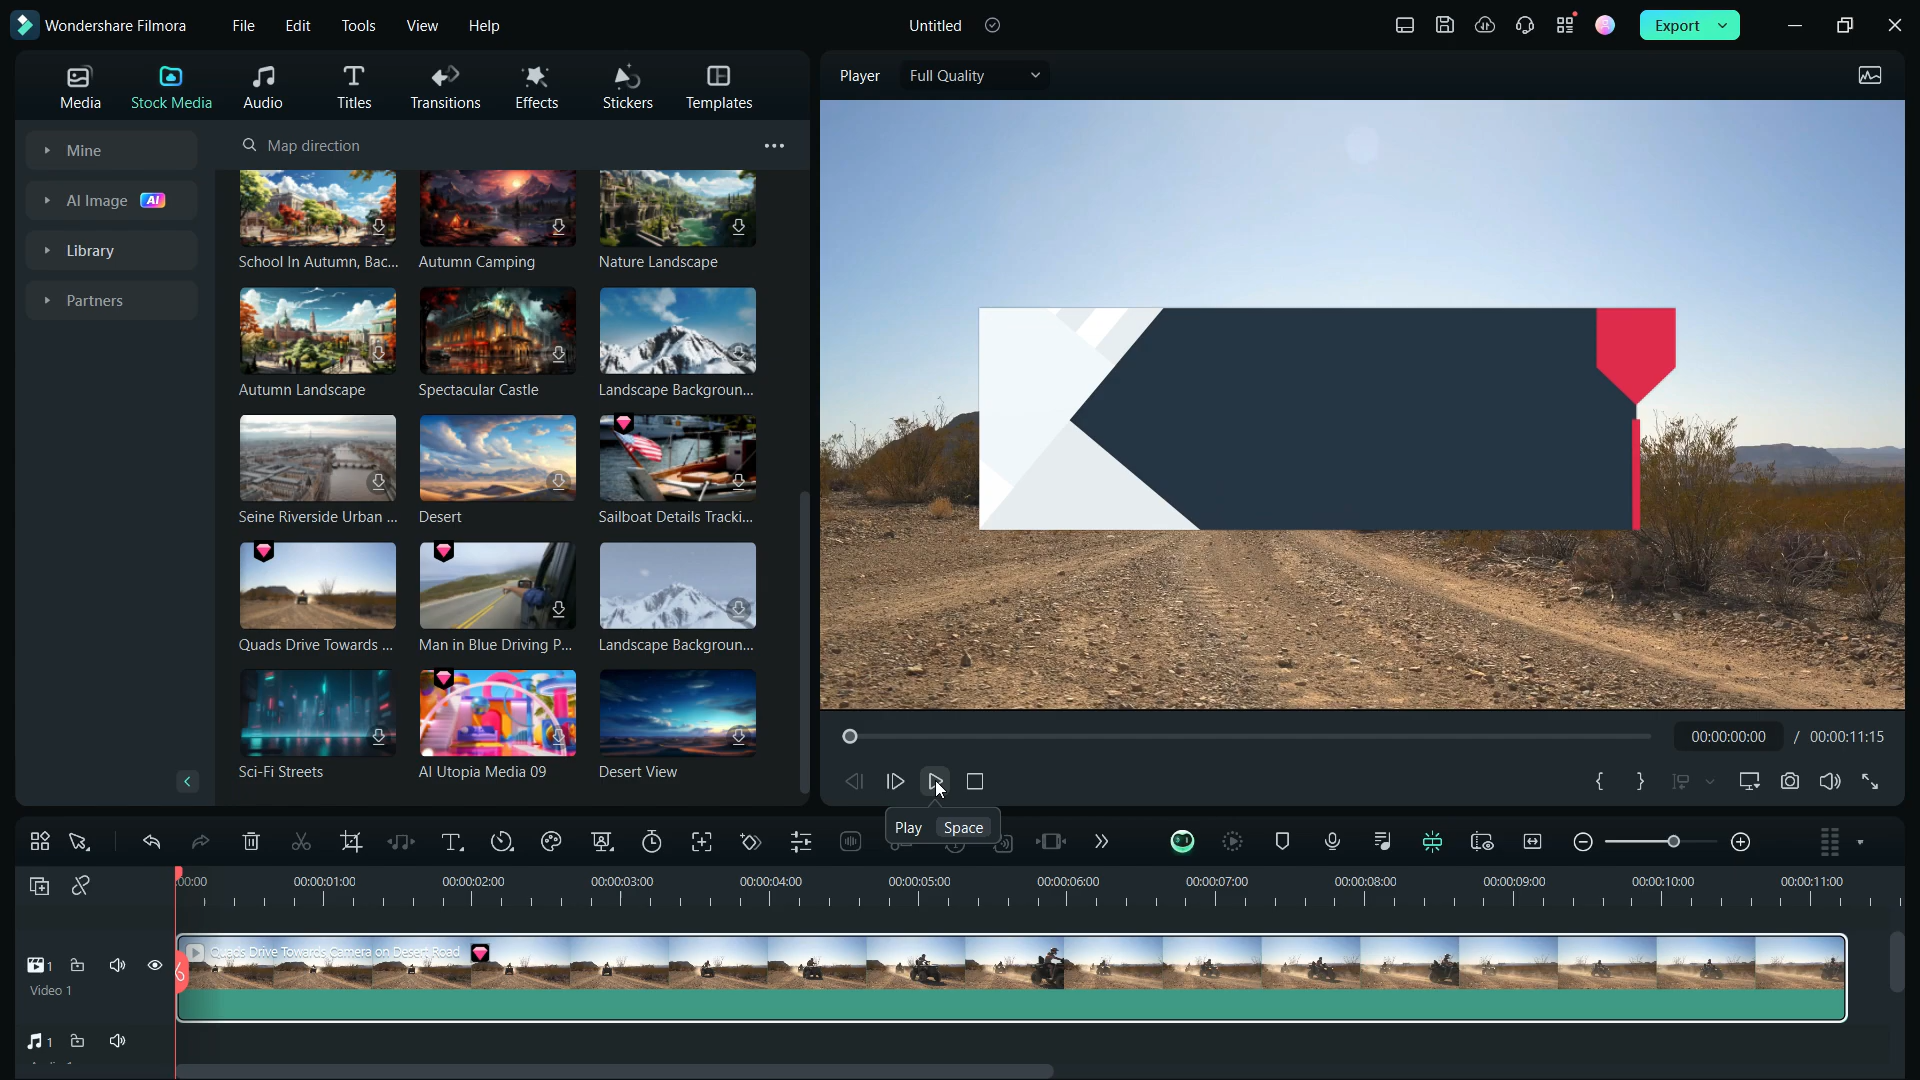 Wondershare Filmora
File Edit Tools View Help
Untitled
Export
Media Stock Media Audio Titles Transitions Effects Stickers Templates
Player Full Quality
Mine
AI Image AI
Library
Partners
Map direction
School In Autumn, Bac... Autumn Camping Nature Landscape
Autumn Landscape Spectacular Castle Landscape Backgroun...
Seine Riverside Urban ... Desert Sailboat Details Tracki...
Quads Drive Towards ... Man in Blue Driving P... Landscape Backgroun...
Sci-Fi Streets AI Utopia Media 09 Desert View
00:00:00:00 / 00:00:11:15
Play Space
:00:00 00:00:01:00 00:00:02:00 00:00:03:00 00:00:04:00 00:00:05:00 00:00:06:00 00:00:07:00 00:00:08:00 00:00:09:00 00:00:10:00 00:00:11:00
Quads Drive Towards Camera on Desert Road
1
Video 1
1